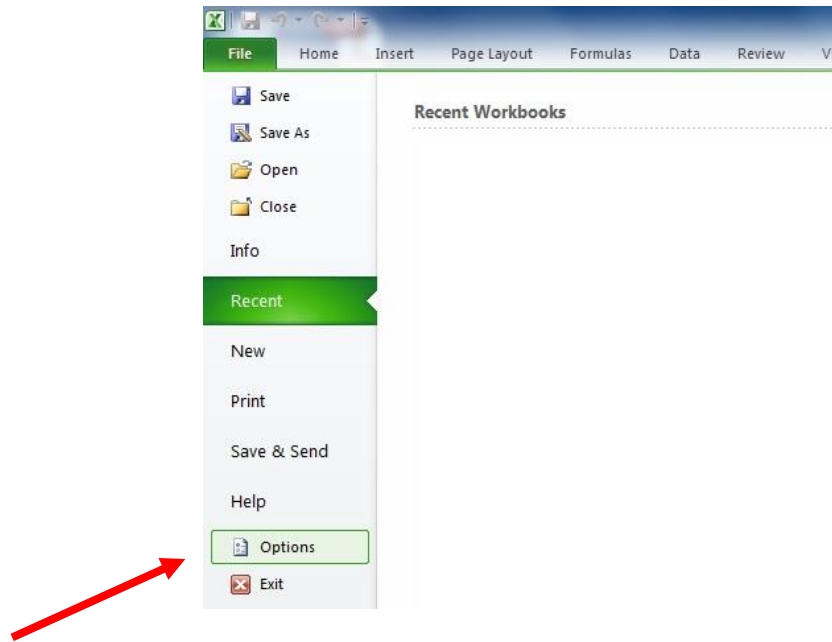 File Home Insert Page Layout Formulas Data Review V
Save
Recent Workbooks
Save As
Open
Close
Info
Recent
New
Print
Save & Send
Help
Options
Exit